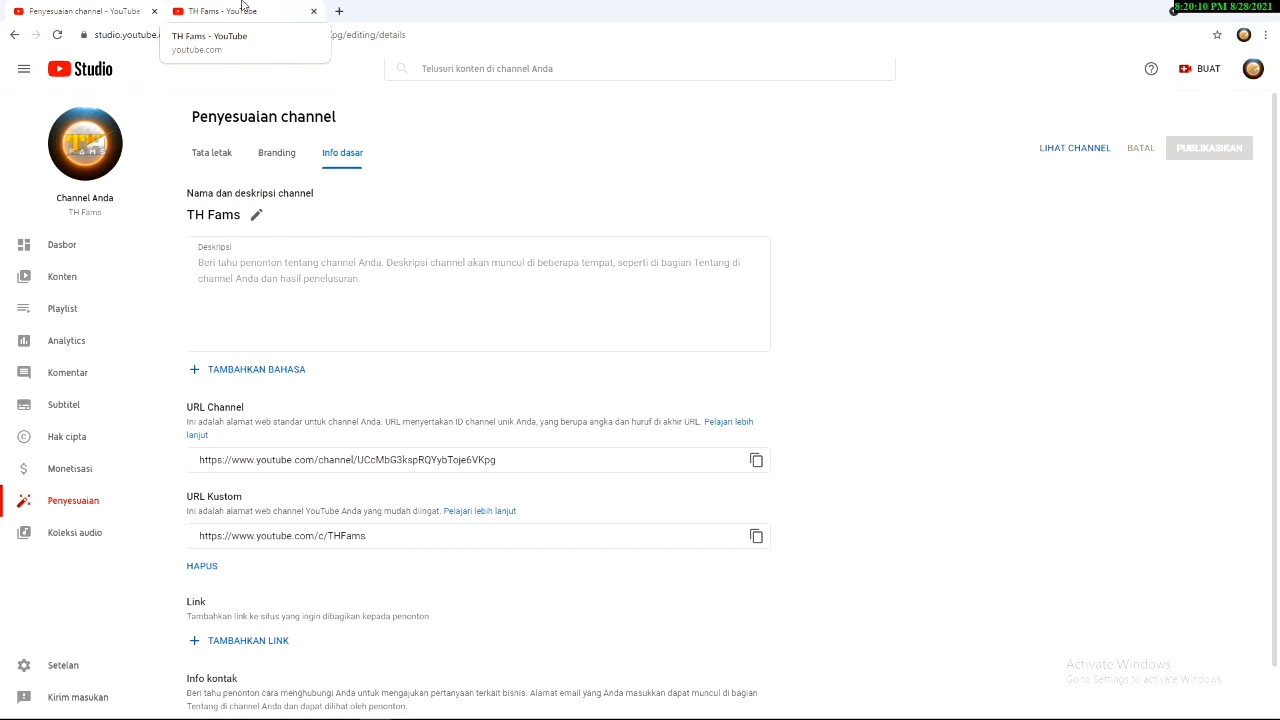 Penyesuaian channel - YouTube
TH Fams - YouTube
8:20:10 PM 8/28/2021
TH Fams - YouTube
youtube.com
studio.youtube.
pg/editing/details
Studio
Telusuri konten di channel Anda
BUAT
Penyesuaian channel
Tata letak
Branding
Info dasar
LIHAT CHANNEL
BATAL
PUBLIKASIKAN
TH
FAMS
Channel Anda
TH Fams
Dasbor
Konten
Playlist
Analytics
Komentar
Subtitel
Hak cipta
Monetisasi
Penyesuaian
Koleksi audio
Setelan
Kirim masukan
Nama dan deskripsi channel
TH Fams
Deskripsi
Beri tahu penonton tentang channel Anda. Deskripsi channel akan muncul di beberapa tempat, seperti di bagian Tentang di
channel Anda dan hasil penelusuran.
TAMBAHKAN BAHASA
URL Channel
Ini adalah alamat web standar untuk channel Anda. URL menyertakan ID channel unik Anda, yang berupa angka dan huruf di akhir URL. Pelajari lebih
lanjut
https://www.youtube.com/channel/UCcMbG3kspRQYybToje6VKpg
URL Kustom
Ini adalah alamat web channel YouTube Anda yang mudah diingat. Pelajari lebih lanjut
https://www.youtube.com/c/THFams
HAPUS
Link
Tambahkan link ke situs yang ingin dibagikan kepada penonton
TAMBAHKAN LINK
Info kontak
Beri tahu penonton cara menghubungi Anda untuk mengajukan pertanyaan terkait bisnis. Alamat email yang Anda masukkan dapat muncul di bagian
Tentang di channel Anda dan dapat dilihat oleh penonton.
Activate Windows
Go to Settings to activate Windows.